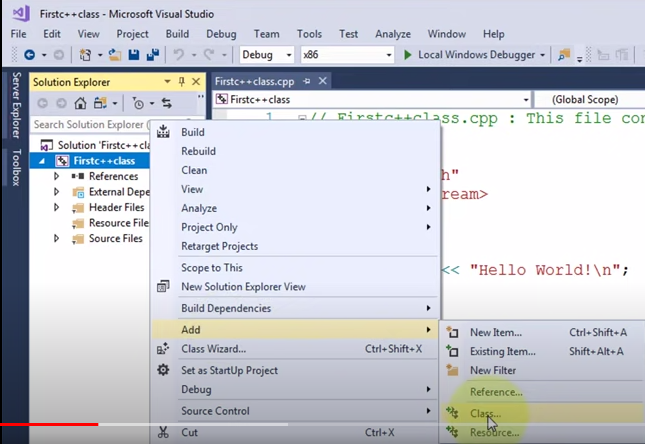 Firstc++class - Microsoft Visual Studio
File Edit View Project Build Debug Team Tools Test Analyze Window Help
Debug x86 Local Windows Debugger
Server Explorer
Toolbox
Solution Explorer
Search Solution Explorer (
Solution 'Firstc++cla
Firstc++class
References
External Depe
Header Files
Resource File
Source Files
Firstc++class.cpp
Firstc++class (Global Scope)
1 // Firstc++class.cpp : This file con
h"
ream>
<< "Hello World!\n";
Build
Rebuild
Clean
View
Analyze
Project Only
Retarget Projects
Scope to This
New Solution Explorer View
Build Dependencies
Add
Class Wizard... Ctrl+Shift+X
Set as StartUp Project
Debug
Source Control
Cut Ctrl+X
New Item... Ctrl+Shift+A
Existing Item... Shift+Alt+A
New Filter
Reference...
Class...
Resource...